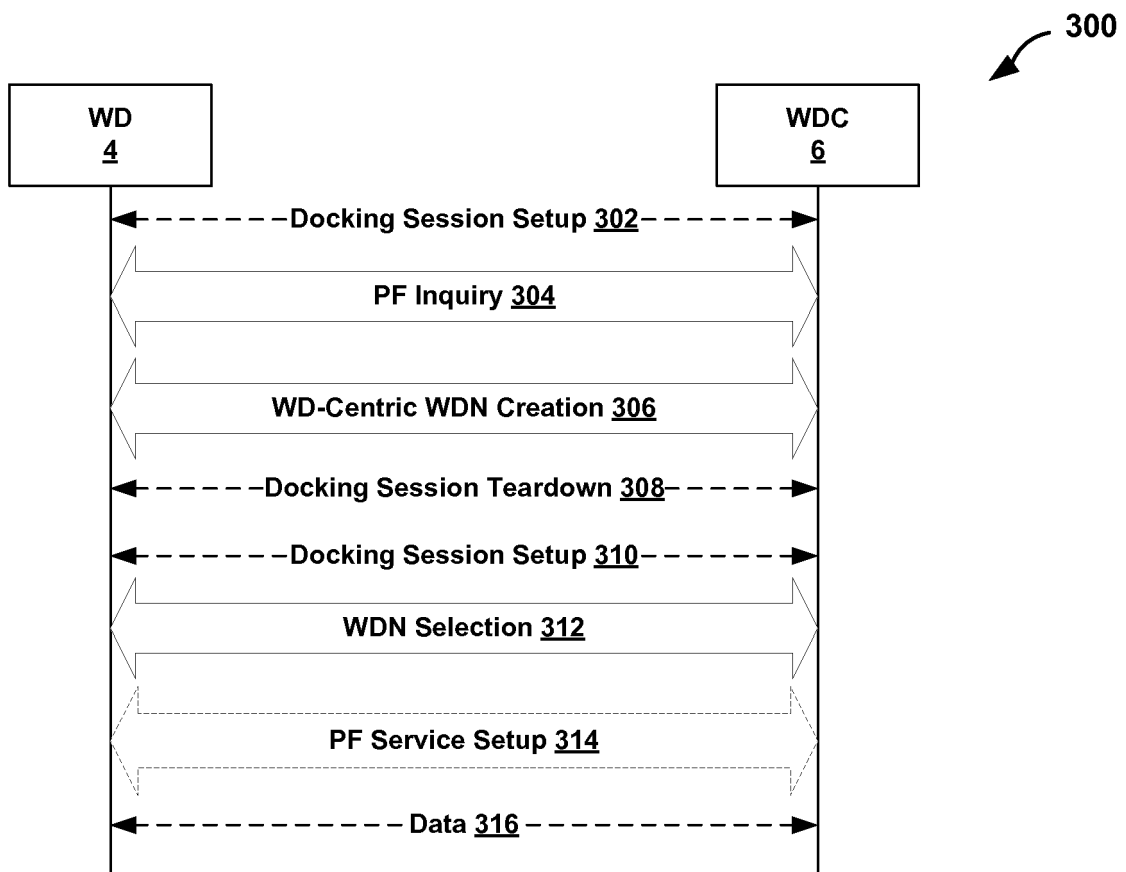 300
WD
4
WDC
6
Docking Session Setup 302
PF Inquiry 304
WD-Centric WDN Creation 306
Docking Session Teardown 308
Docking Session Setup 310
WDN Selection 312
PF Service Setup 314
Data 316